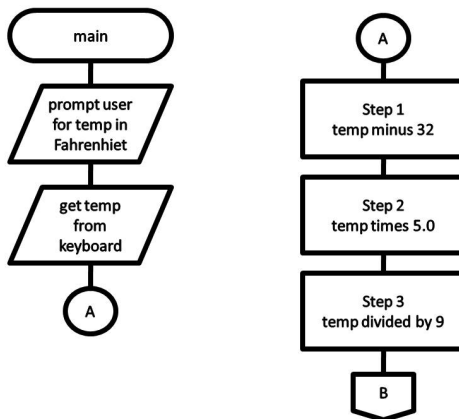 main
prompt user
for temp in
Fahrenhiet
get temp
from
keyboard
A
A
Step 1
temp minus 32
Step 2
temp times 5.0
Step 3
temp divided by 9
B